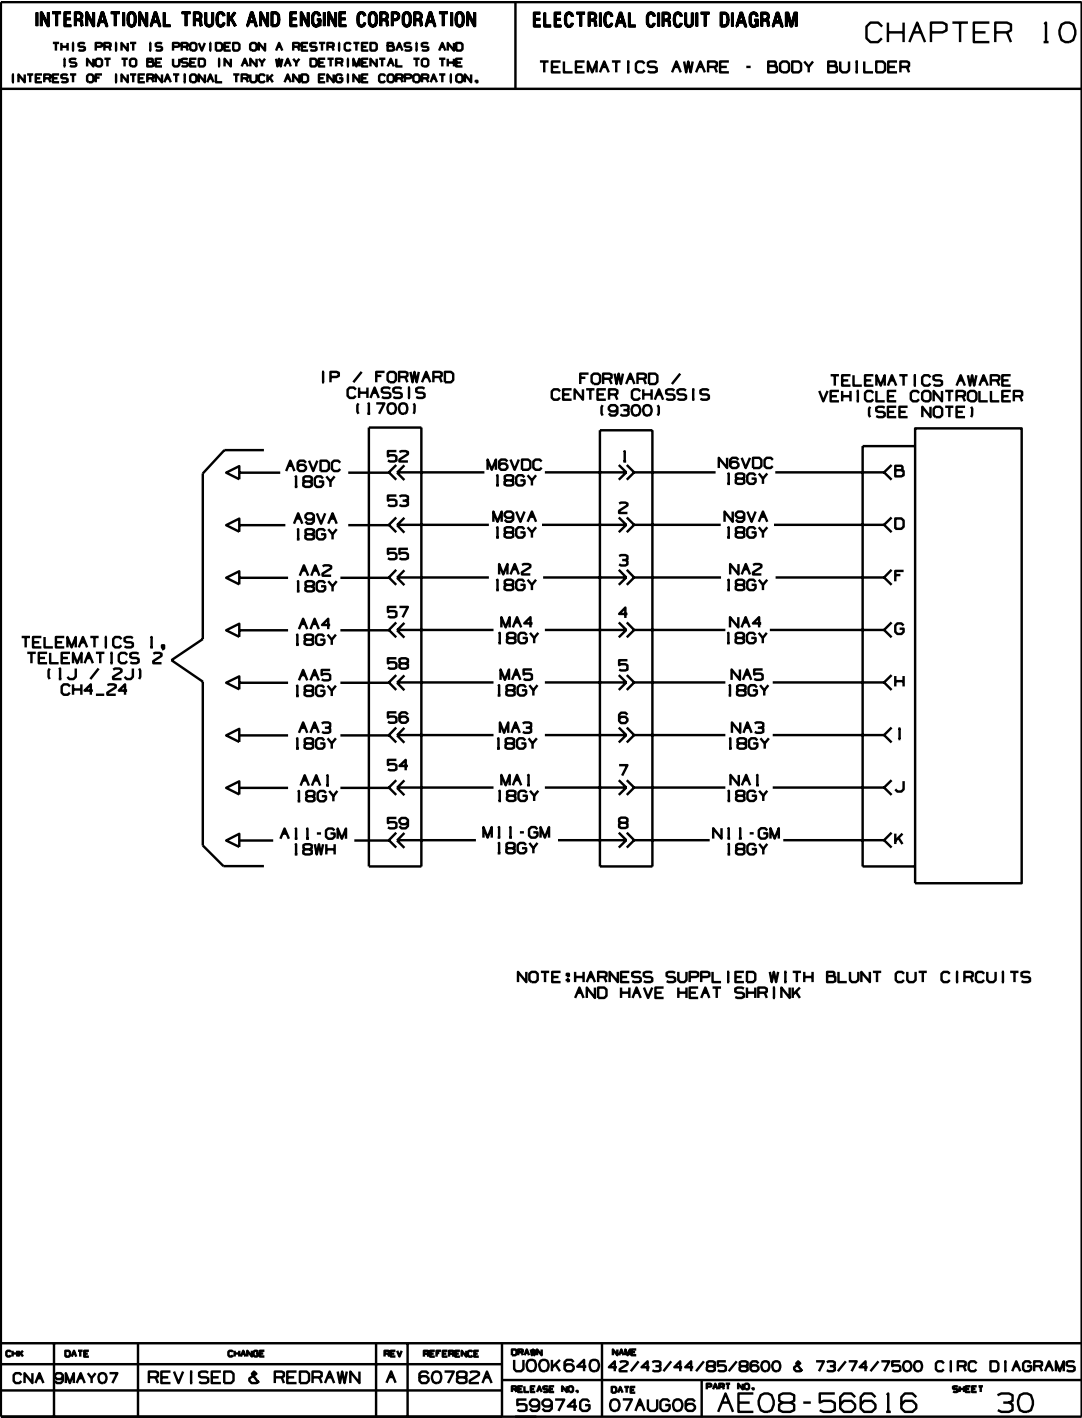 INTERNATIONAL TRUCK AND ENGINE CORPORATION
THIS PRINT IS PROVIDED ON A RESTRICTED BASIS AND
IS NOT TO BE USED IN ANY WAY DETRIMENTAL TO THE
INTEREST OF INTERNATIONAL TRUCK AND ENGINE CORPORATION.
ELECTRICAL CIRCUIT DIAGRAM
CHAPTER 10
TELEMATICS AWARE - BODY BUILDER
IP / FORWARD
CHASSIS
(1700)
FORWARD /
CENTER CHASSIS
(9300)
TELEMATICS AWARE
VEHICLE CONTROLLER
(SEE NOTE)
A6VDC 52 M6VDC 1 N6VDC B
18GY 18GY 18GY
A9VA 53 M9VA 2 N9VA D
18GY 18GY 18GY
AA2 55 MA2 3 NA2 F
18GY 18GY 18GY
AA4 57 MA4 4 NA4 G
18GY 18GY 18GY
AA5 58 MA5 5 NA5 H
18GY 18GY 18GY
AA3 56 MA3 6 NA3 I
18GY 18GY 18GY
AA1 54 MA1 7 NA1 J
18GY 18GY 18GY
A11-GM 59 M11-GM 8 N11-GM K
18WH 18GY 18GY
TELEMATICS 1,
TELEMATICS 2
(1J / 2J)
CH4_24
NOTE:HARNESS SUPPLIED WITH BLUNT CUT CIRCUITS
AND HAVE HEAT SHRINK
CHK DATE CHANGE REV REFERENCE
CNA 9MAY07 REVISED & REDRAWN A 60782A
DRAWN
U00K640
NAME
42/43/44/85/8600 & 73/74/7500 CIRC DIAGRAMS
RELEASE NO.
59974G
DATE
07AUG06
PART NO.
AE08-56616
SHEET
30